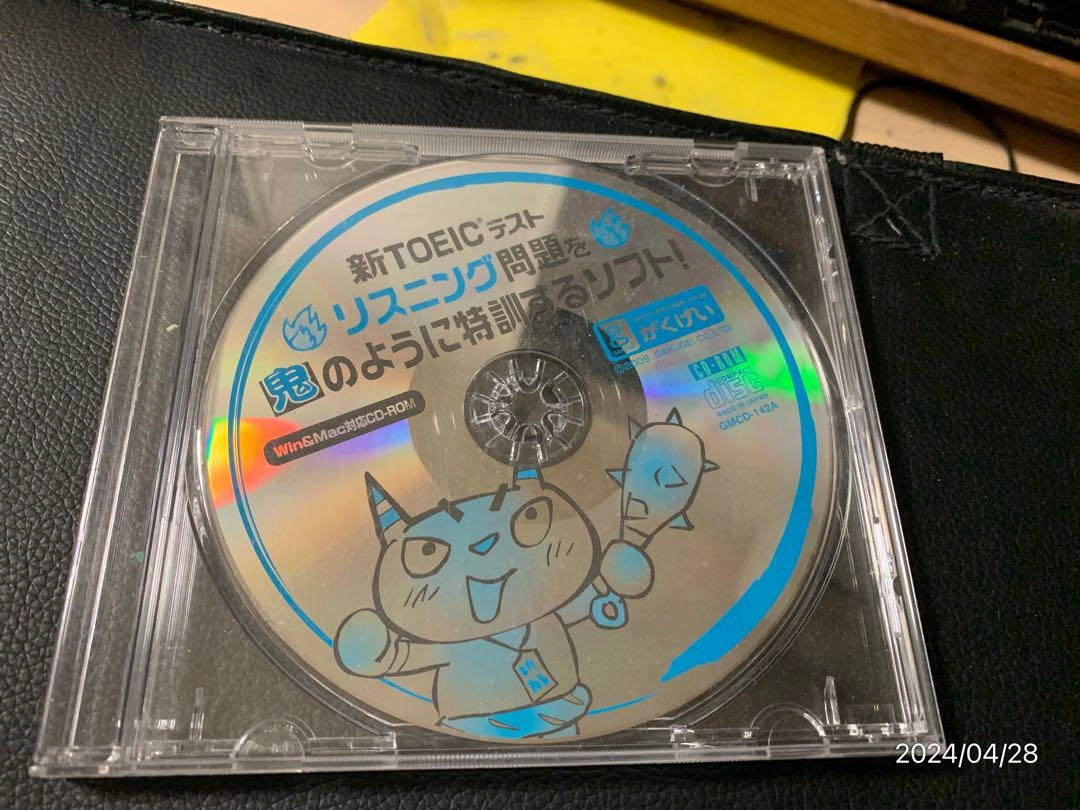 新TOEIC®テスト
リスニング問題を
鬼のように特訓するソフト!
がくげい
©2009 GAKUGEI CO.,LTD.
Win&Mac対応CD-ROM
CD-ROM
COMPACT
disc
MADE IN JAPAN
GMCD-142A
2024/04/28